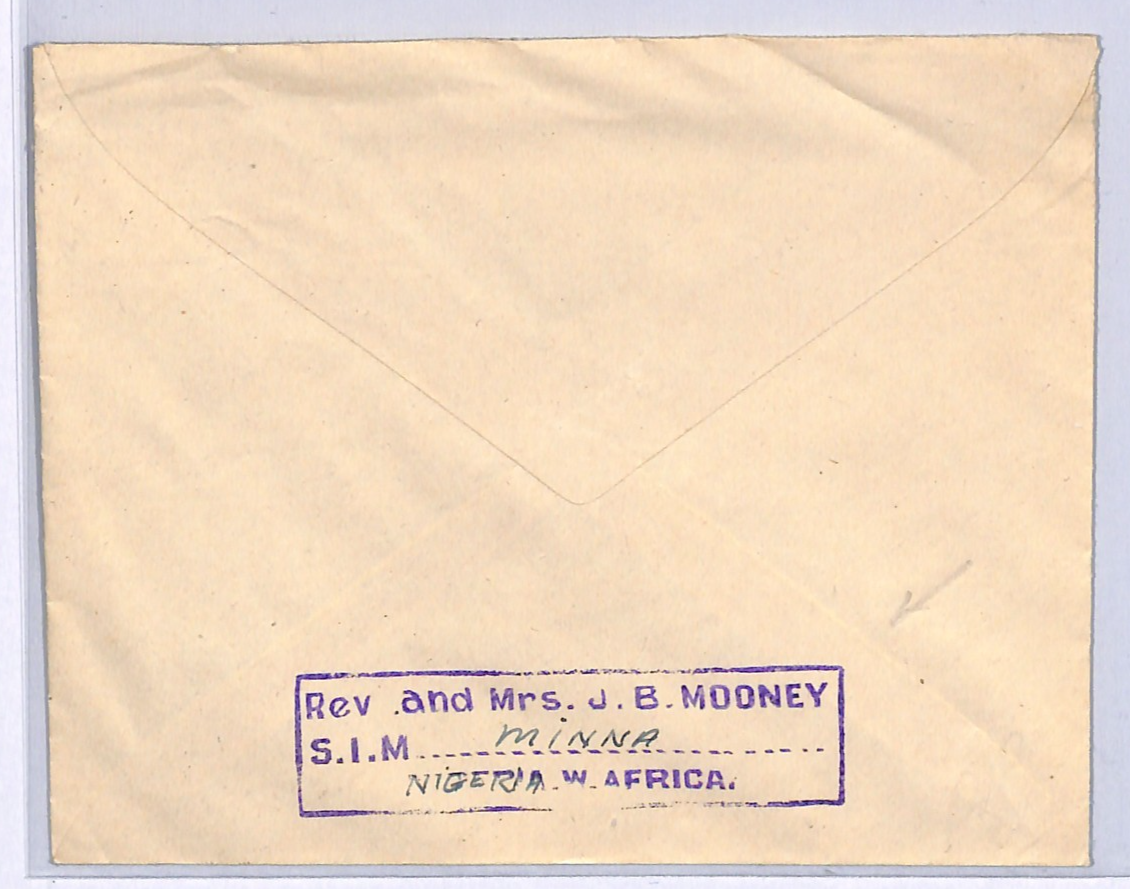 Rev .and Mrs. J. B. MOONEY
S.I.M........MINNA...............
NIGERIA. W. AFRICA.